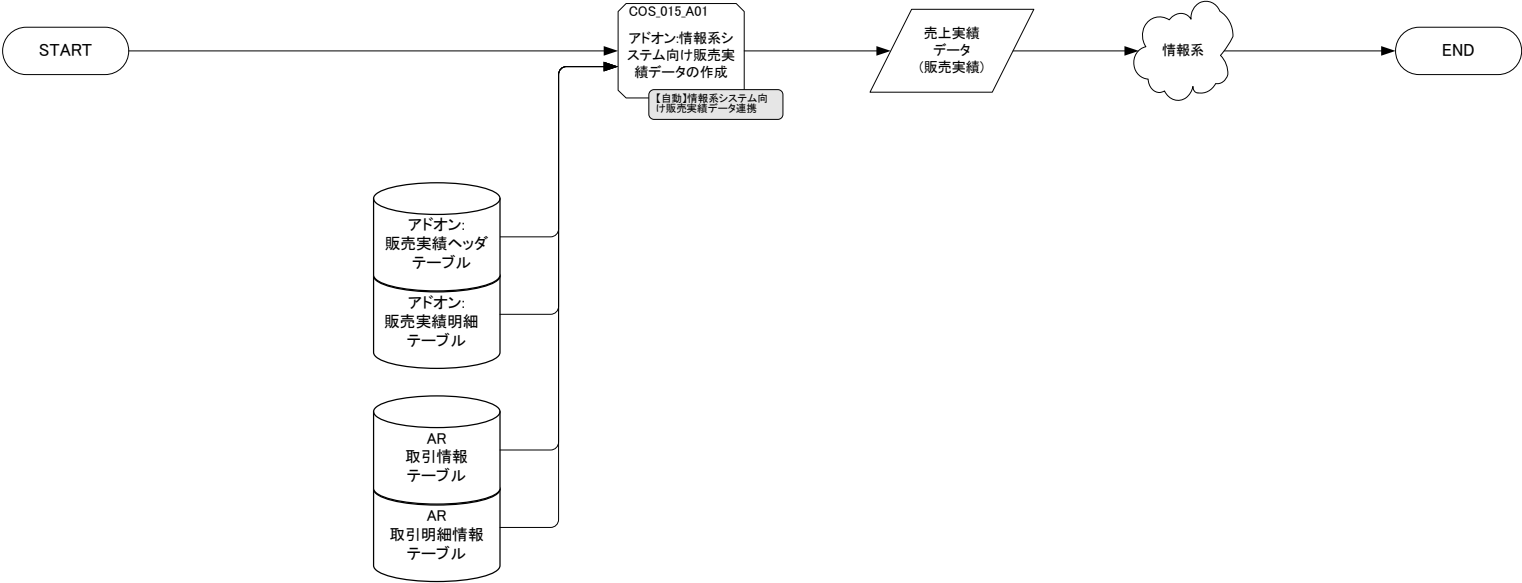 START
COS_015_A01
アドオン:情報系シ
ステム向け販売実
績データの作成
【自動】情報系システム向
け販売実績データ連携
売上実績
データ
（販売実績）
情報系
END
アドオン:
販売実績ヘッダ
テーブル
アドオン:
販売実績明細
テーブル
AR
取引情報
テーブル
AR
取引明細情報
テーブル